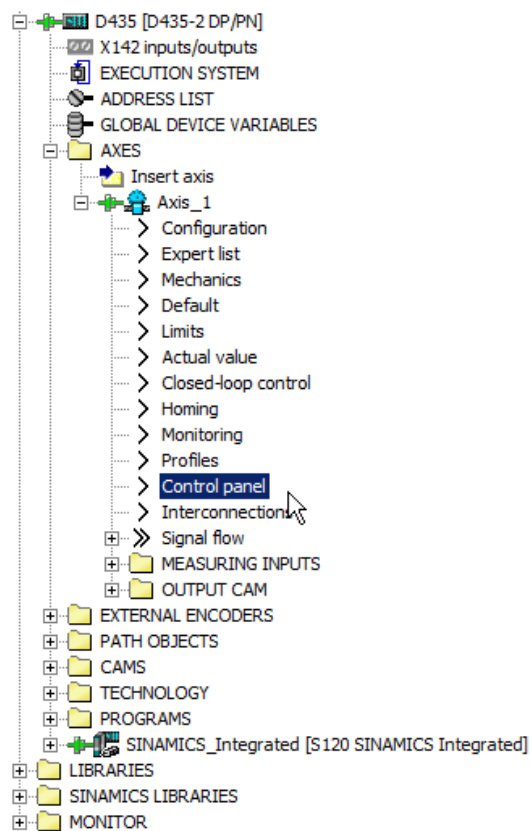 D435 [D435-2 DP/PN]
X142 inputs/outputs
EXECUTION SYSTEM
ADDRESS LIST
GLOBAL DEVICE VARIABLES
AXES
Insert axis
Axis_1
Configuration
Expert list
Mechanics
Default
Limits
Actual value
Closed-loop control
Homing
Monitoring
Profiles
Control panel
Interconnections
Signal flow
MEASURING INPUTS
OUTPUT CAM
EXTERNAL ENCODERS
PATH OBJECTS
CAMS
TECHNOLOGY
PROGRAMS
SINAMICS_Integrated [S120 SINAMICS Integrated]
LIBRARIES
SINAMICS LIBRARIES
MONITOR